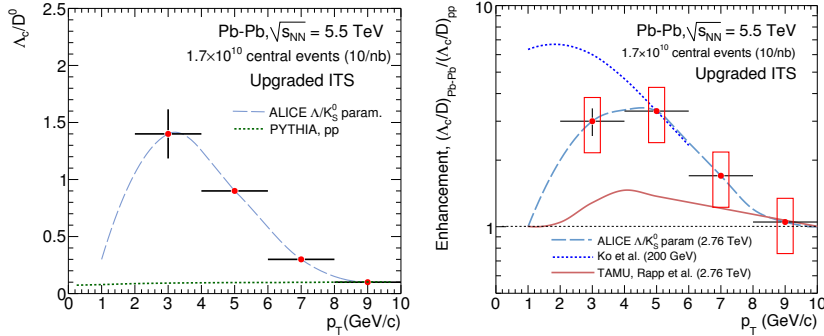 Λc/D⁰
2.5
2
1.5
1
0.5
0
Pb-Pb, √sNN = 5.5 TeV
1.7×10¹⁰ central events (10/nb)
Upgraded ITS
ALICE Λ/K⁰S param.
PYTHIA, pp
0 1 2 3 4 5 6 7 8 9 10
pT (GeV/c)
Enhancement, (Λc/D)Pb-Pb/(Λc/D)pp
10
1
Pb-Pb, √sNN = 5.5 TeV
1.7×10¹⁰ central events (10/nb)
Upgraded ITS
ALICE Λ/K⁰S param (2.76 TeV)
Ko et al. (200 GeV)
TAMU, Rapp et al. (2.76 TeV)
0 1 2 3 4 5 6 7 8 9 10
pT (GeV/c)